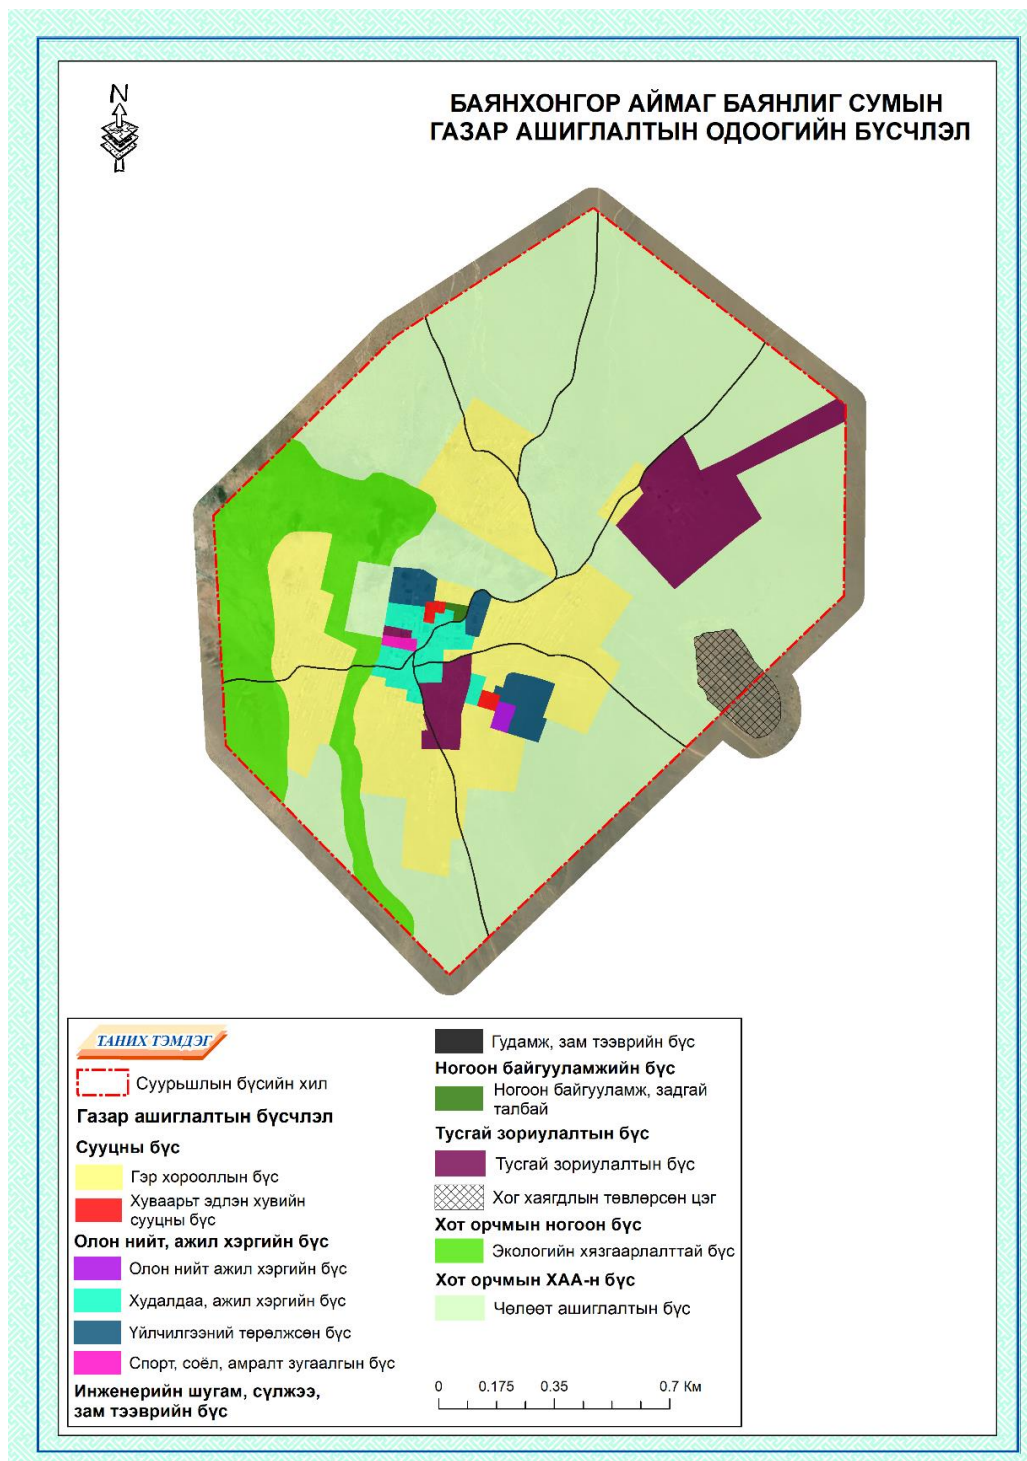 N
БАЯНХОНГОР АЙМАГ БАЯНЛИГ СУМЫН
ГАЗАР АШИГЛАЛТЫН ОДООГИЙН БҮСЧЛЭЛ
ТАНИХ ТЭМДЭГ
Суурьшлын бүсийн хил
Газар ашиглалтын бүсчлэл
Сууцны бүс
Гэр хорооллын бүс
Хуваарьт эдлэн хувийн
сууцны бүс
Олон нийт, ажил хэргийн бүс
Олон нийт ажил хэргийн бүс
Худалдаа, ажил хэргийн бүс
Үйлчилгээний төрөлжсөн бүс
Спорт, соёл, амралт зугаалгын бүс
Инженерийн шугам, сүлжээ,
зам тээврийн бүс
Гудамж, зам тээврийн бүс
Ногоон байгууламжийн бүс
Ногоон байгууламж, задгай
талбай
Тусгай зориулалтын бүс
Тусгай зориулалтын бүс
Хог хаягдлын төвлөрсөн цэг
Хот орчмын ногоон бүс
Экологийн хязгаарлалттай бүс
Хот орчмын ХАА-н бүс
Чөлөөт ашиглалтын бүс
0 0.175 0.35 0.7 Км